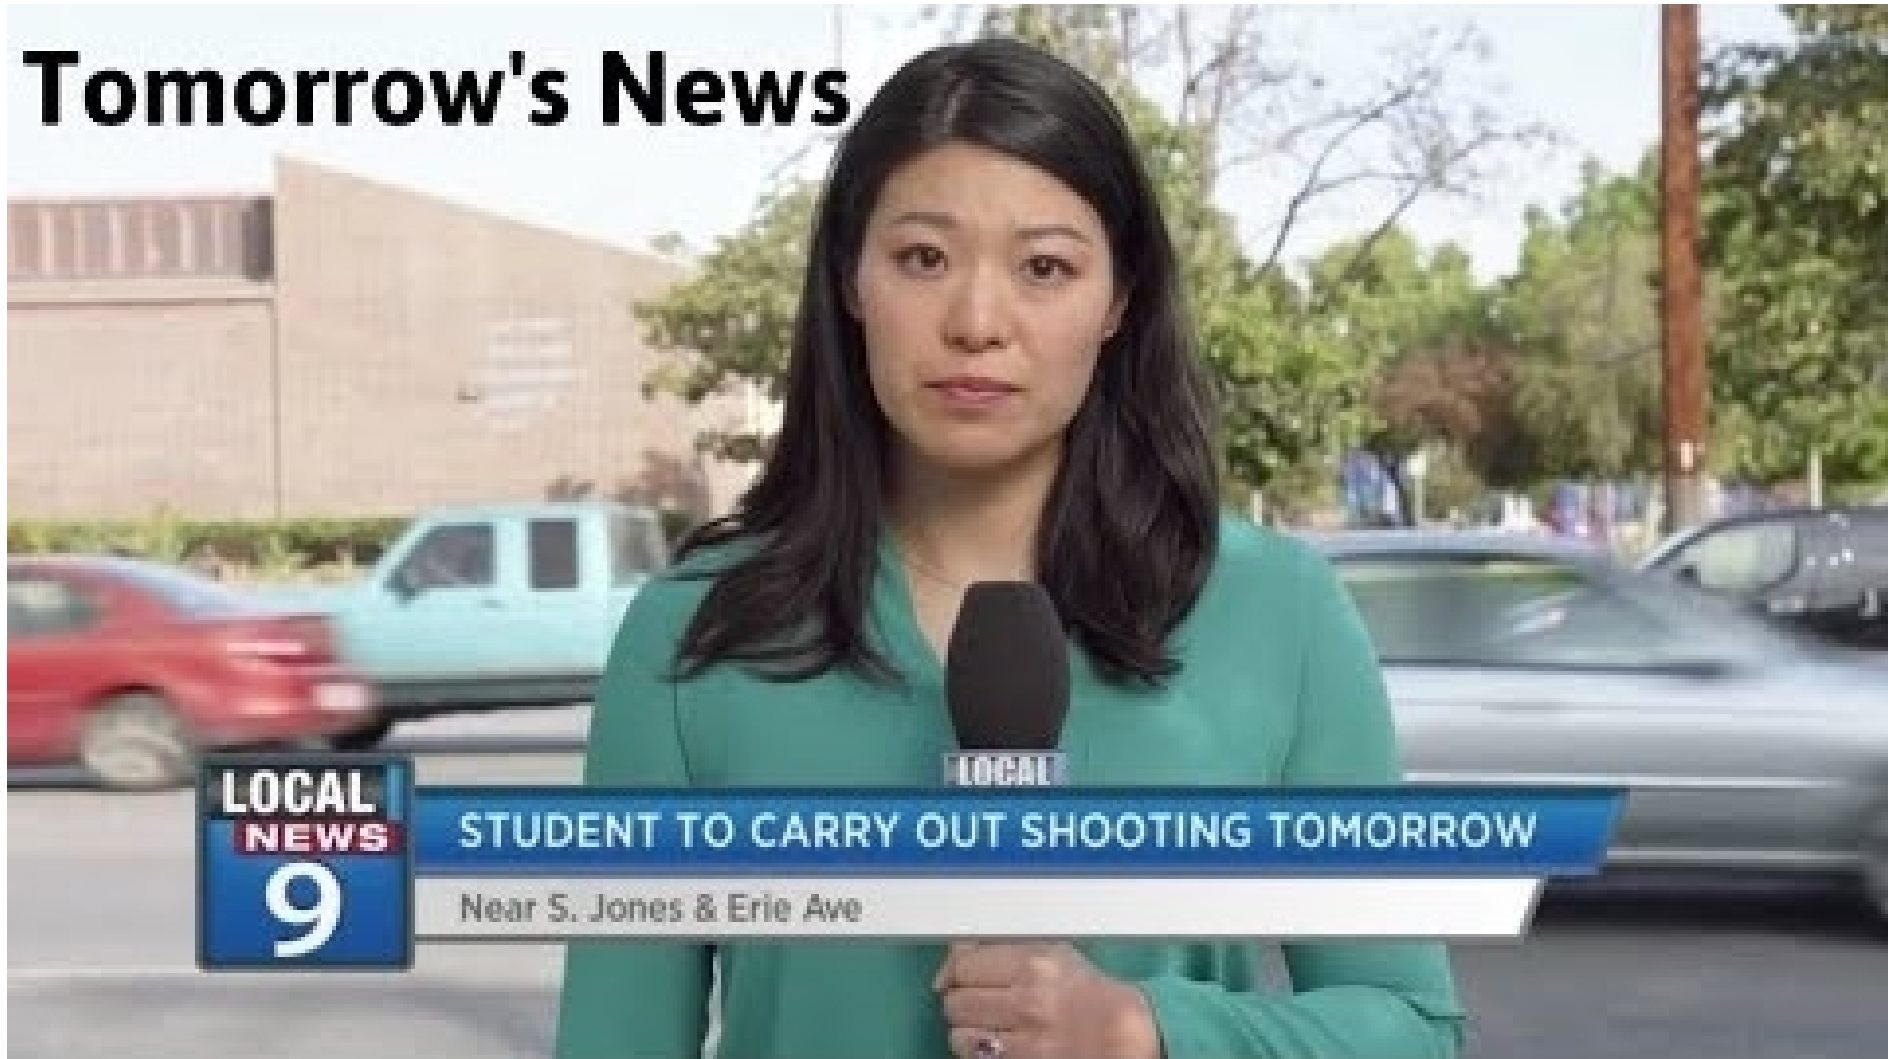 Tomorrow's News
LOCAL
LOCAL
NEWS
9
STUDENT TO CARRY OUT SHOOTING TOMORROW
Near S. Jones & Erie Ave